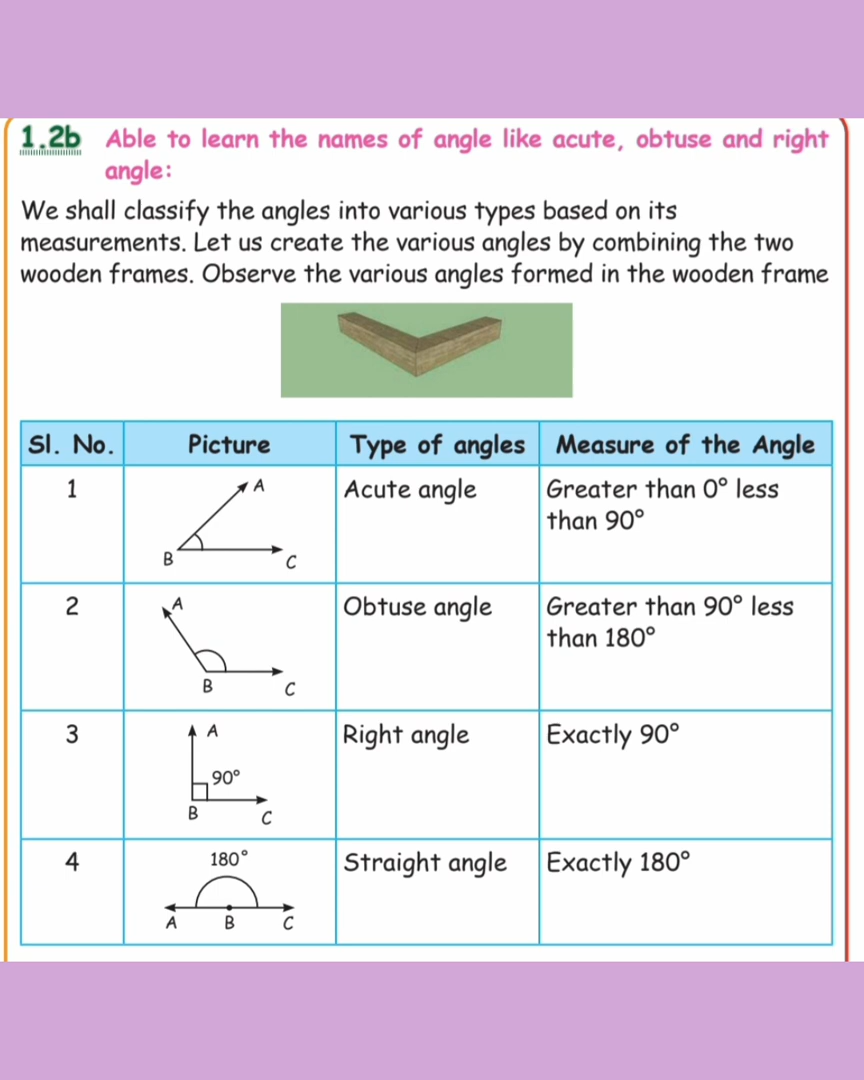 1.2b Able to learn the names of angle like acute, obtuse and right
angle:
We shall classify the angles into various types based on its
measurements. Let us create the various angles by combining the two
wooden frames. Observe the various angles formed in the wooden frame
Sl. No. Picture Type of angles Measure of the Angle
1 Acute angle Greater than 0° less
than 90°
A
B C
2 Obtuse angle Greater than 90° less
than 180°
A
B C
3 Right angle Exactly 90°
A
90°
B C
4 Straight angle Exactly 180°
180°
A B C